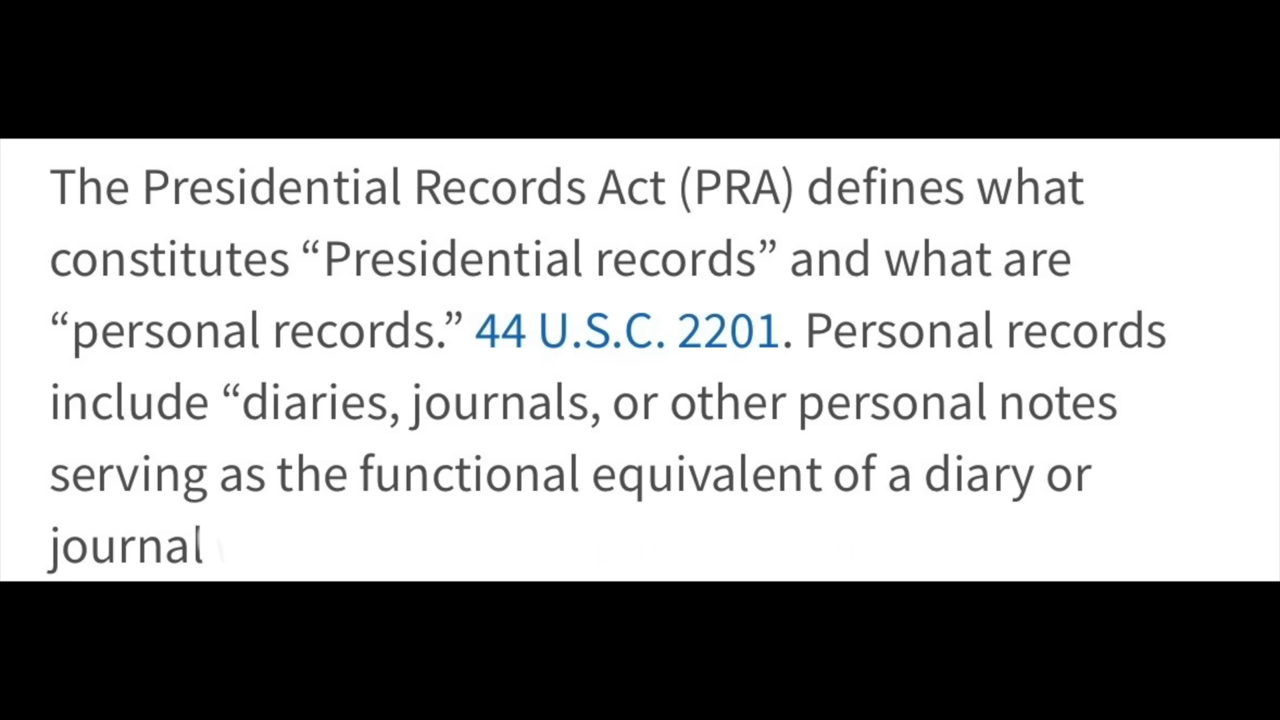 The Presidential Records Act (PRA) defines what
constitutes “Presidential records” and what are
“personal records.” 44 U.S.C. 2201. Personal records
include “diaries, journals, or other personal notes
serving as the functional equivalent of a diary or
journal